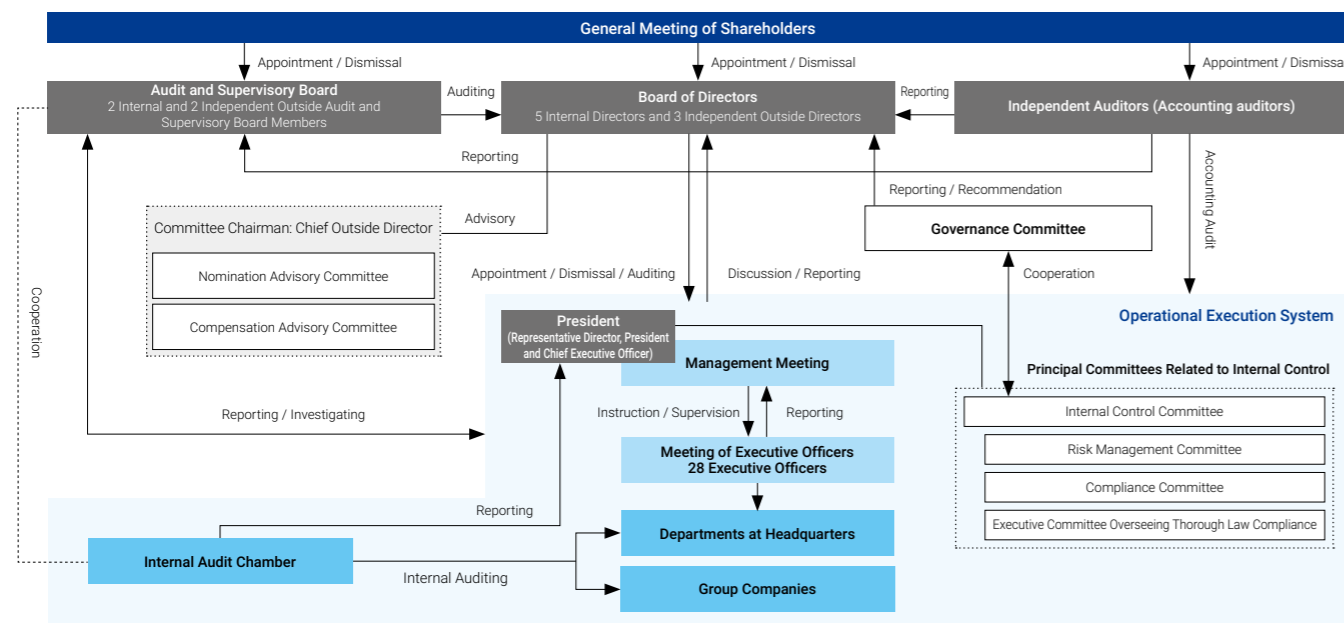 General Meeting of Shareholders
Appointment / Dismissal
Appointment / Dismissal
Appointment / Dismissal
Audit and Supervisory Board
2 Internal and 2 Independent Outside Audit and
Supervisory Board Members
Auditing
Board of Directors
5 Internal Directors and 3 Independent Outside Directors
Reporting
Independent Auditors (Accounting auditors)
Reporting
Accounting Audit
Reporting / Recommendation
Committee Chairman: Chief Outside Director
Advisory
Governance Committee
Nomination Advisory Committee
Compensation Advisory Committee
Appointment / Dismissal / Auditing
Discussion / Reporting
Cooperation
Cooperation
Operational Execution System
President
(Representative Director, President
and Chief Executive Officer)
Management Meeting
Principal Committees Related to Internal Control
Internal Control Committee
Reporting / Investigating
Instruction / Supervision
Reporting
Risk Management Committee
Meeting of Executive Officers
28 Executive Officers
Compliance Committee
Reporting
Executive Committee Overseeing Thorough Law Compliance
Departments at Headquarters
Internal Audit Chamber
Internal Auditing
Group Companies